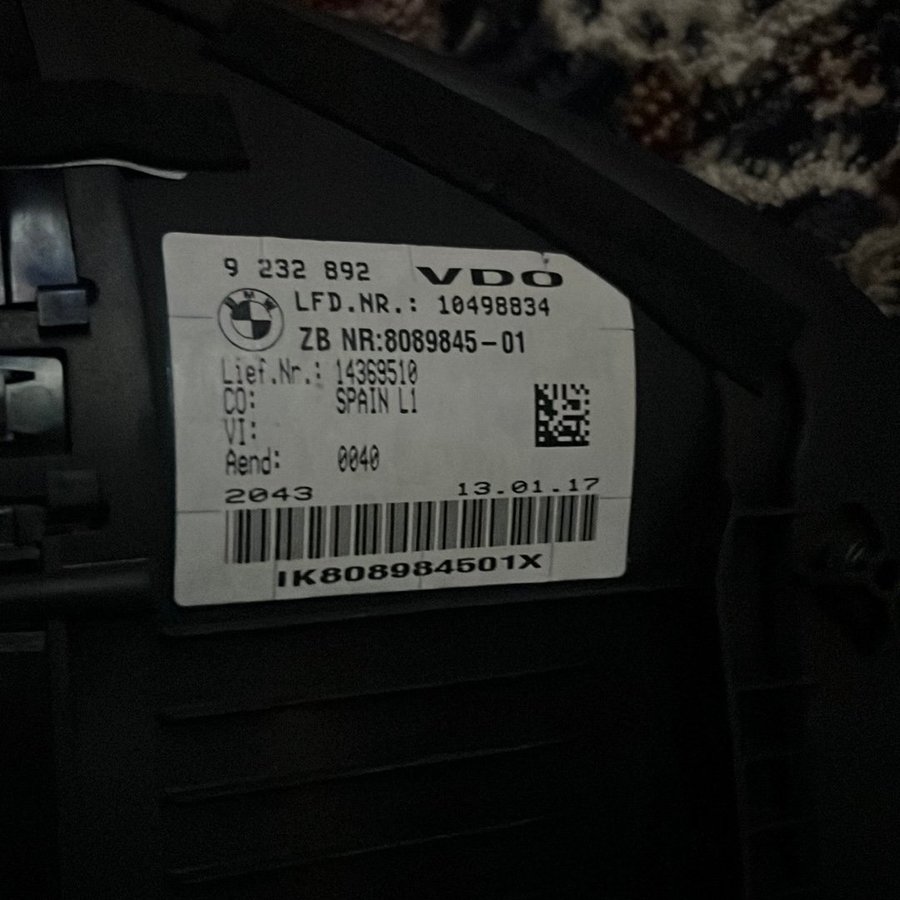 9 232 892 VDO
BMW
LFD.NR.: 10498834
ZB NR:8089845-01
Lief.Nr.: 14369510
CO: SPAIN L1
VI:
Aend: 0040
2043 13.01.17
IK808984501X